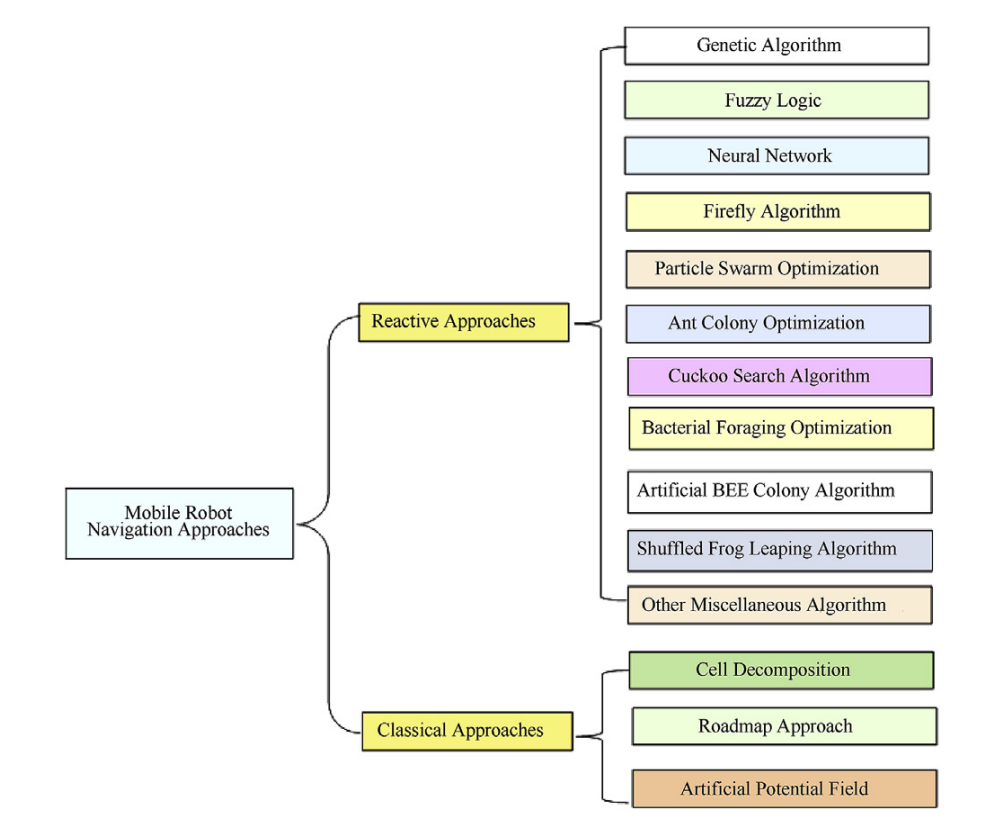 Genetic Algorithm
Fuzzy Logic
Neural Network
Firefly Algorithm
Particle Swarm Optimization
Reactive Approaches
Ant Colony Optimization
Cuckoo Search Algorithm
Bacterial Foraging Optimization
Artificial BEE Colony Algorithm
Mobile Robot
Navigation Approaches
Shuffled Frog Leaping Algorithm
Other Miscellaneous Algorithm
Cell Decomposition
Classical Approaches
Roadmap Approach
Artificial Potential Field